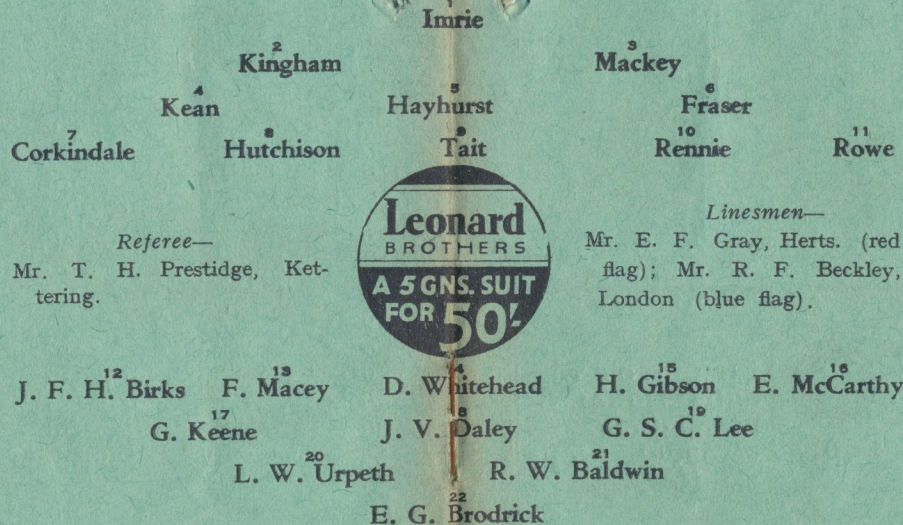 1
Imrie
2 3
Kingham Mackey
4 5 6
Kean Hayhurst Fraser
7 8 9 10 11
Corkindale Hutchison Tait Rennie Rowe
Referee—
Mr. T. H. Prestidge, Ket-
tering.
Leonard
BROTHERS
A 5 GNS. SUIT
FOR 50'-
Linesmen—
Mr. E. F. Gray, Herts. (red
flag); Mr. R. F. Beckley,
London (blue flag).
12 13 14 15 16
J. F. H. Birks F. Macey D. Whitehead H. Gibson E. McCarthy
17 18 19
G. Keene J. V. Daley G. S. C. Lee
20 21
L. W. Urpeth R. W. Baldwin
22
E. G. Brodrick